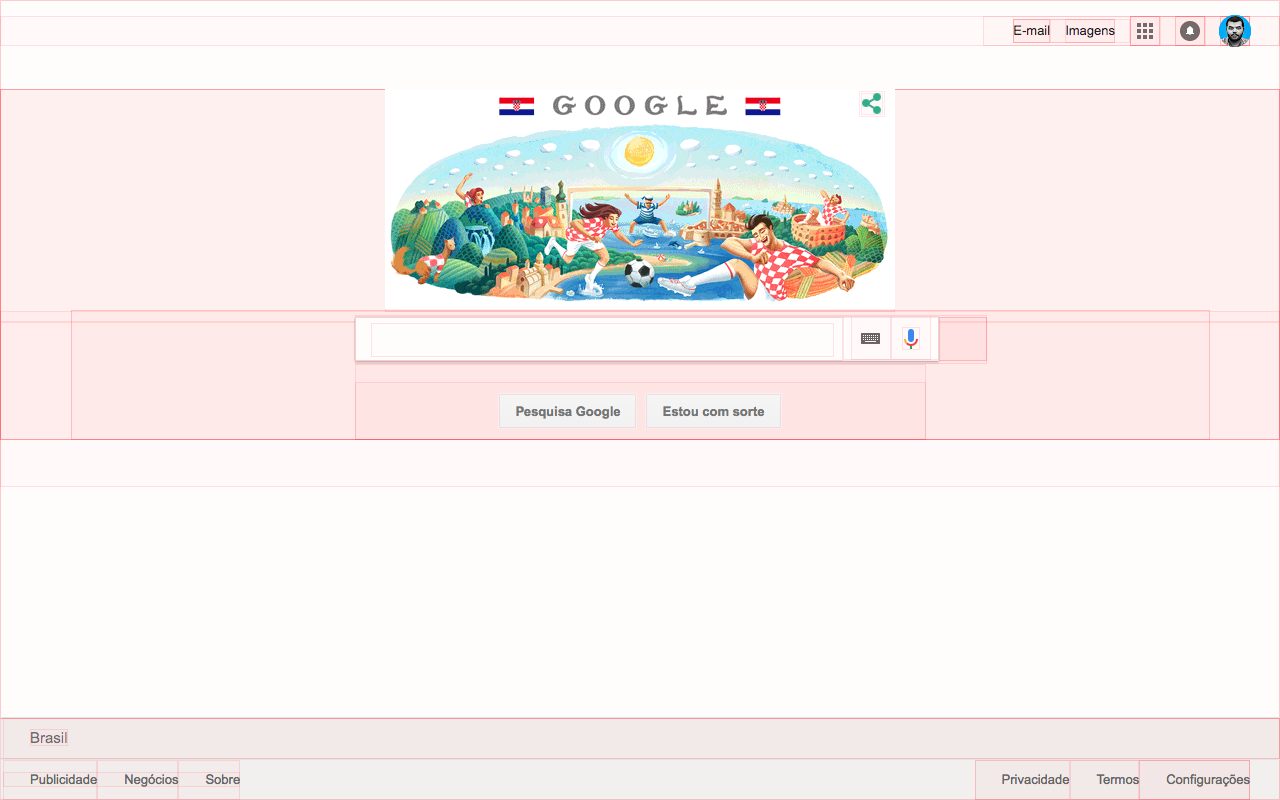 E-mail Imagens
GOOGLE
Pesquisa Google Estou com sorte
Brasil
Publicidade Negócios Sobre Privacidade Termos Configurações